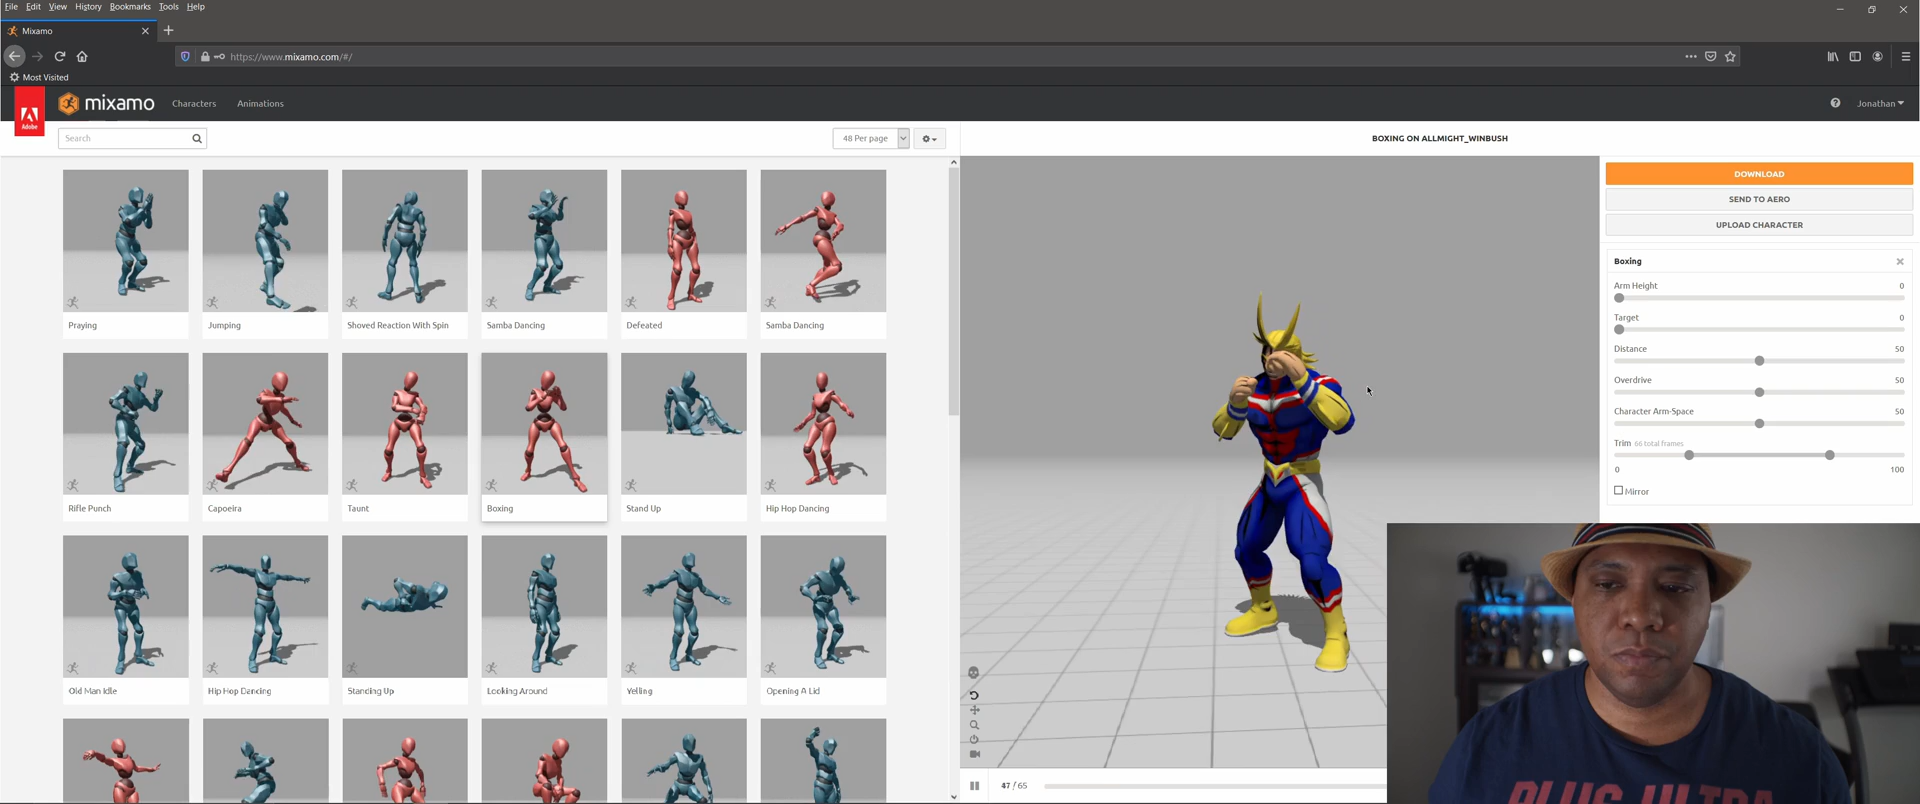 File Edit View History Bookmarks Tools Help
Mixamo
https://www.mixamo.com/#/
Most Visited
Adobe
mixamo
Characters
Animations
Jonathan
Search
48 Per page
BOXING ON ALLMIGHT_WINBUSH
Praying
Jumping
Shoved Reaction With Spin
Samba Dancing
Defeated
Samba Dancing
Rifle Punch
Capoeira
Taunt
Boxing
Stand Up
Hip Hop Dancing
Old Man Idle
Hip Hop Dancing
Standing Up
Looking Around
Yelling
Opening A Lid
47 / 65
DOWNLOAD
SEND TO AERO
UPLOAD CHARACTER
Boxing
Arm Height 0
Target 0
Distance 50
Overdrive 50
Character Arm-Space 50
Trim 66 total frames
0 100
Mirror
PLUS ULTRA